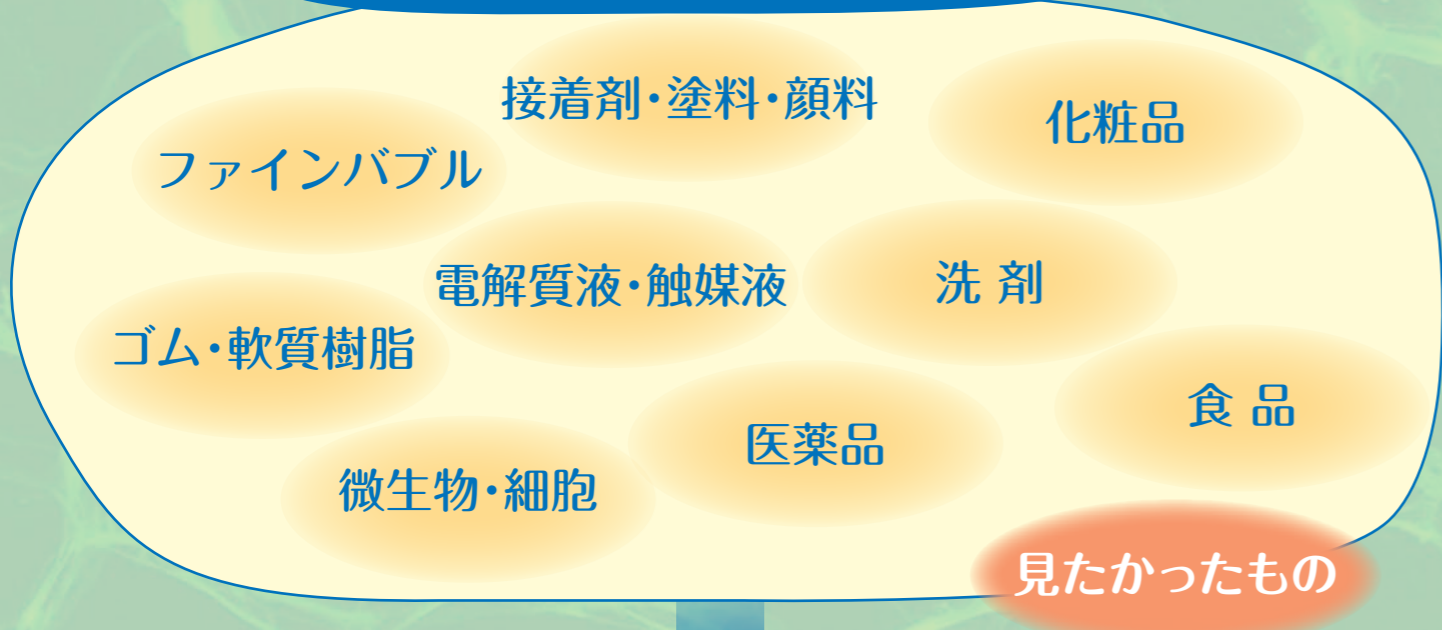 接着剤・塗料・顔料
化粧品
ファインバブル
電解質液・触媒液
洗 剤
ゴム・軟質樹脂
食 品
医薬品
微生物・細胞
見たかったもの